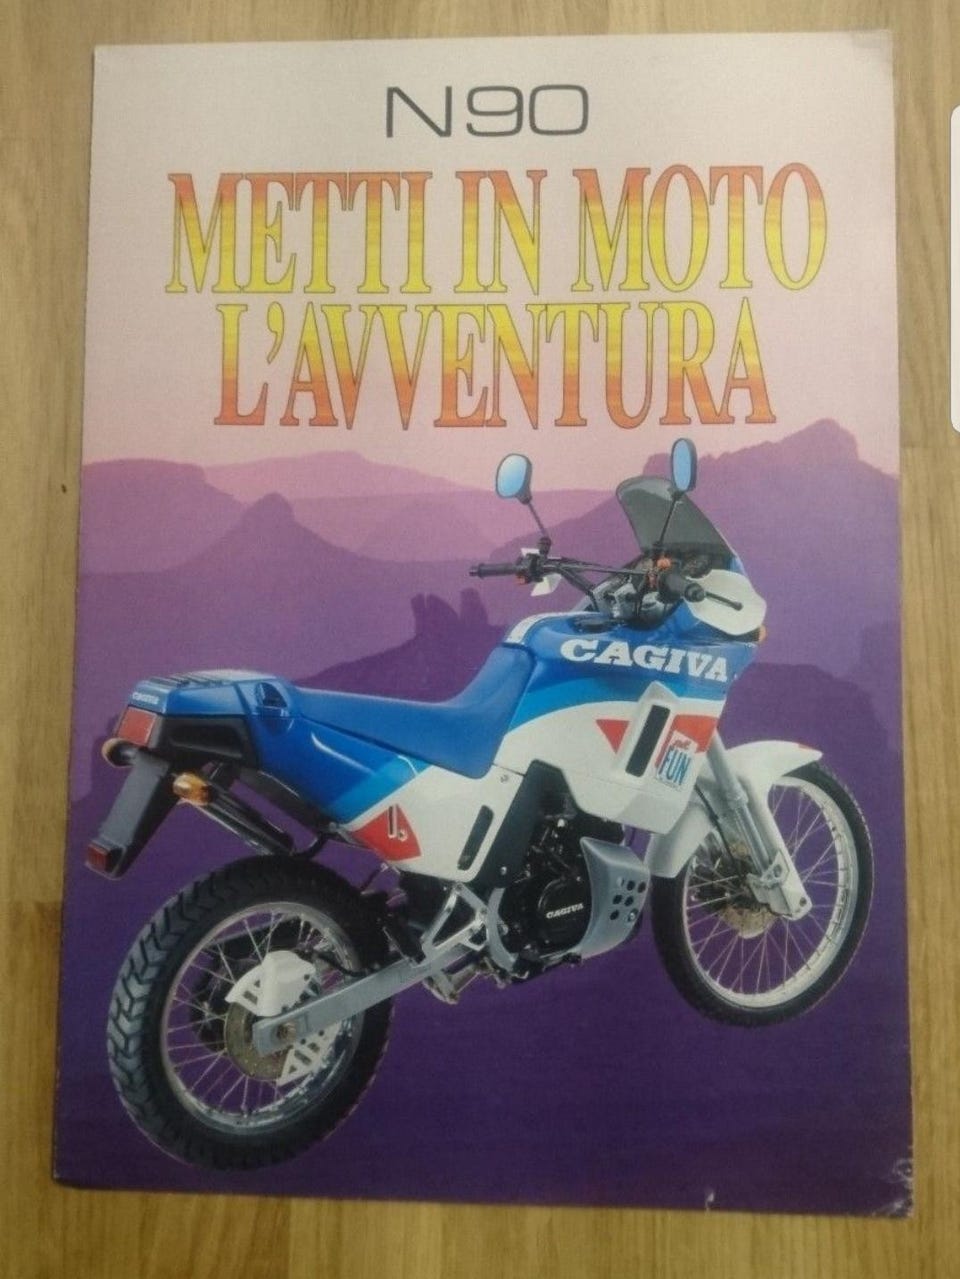 N90
METTI IN MOTO
L'AVVENTURA
CAGIVA
FUN
CAGIVA
CAGIVA